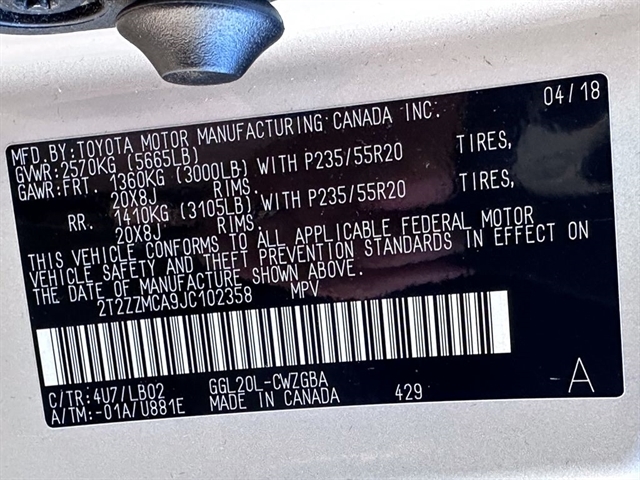 04/18
MFD.BY:TOYOTA MOTOR MANUFACTURING CANADA INC.
GVWR:2570KG (5665LB)
GAWR:FRT. 1360KG (3000LB) WITH P235/55R20 TIRES,
20X8J RIMS.
RR. 1410KG (3105LB) WITH P235/55R20 TIRES,
20X8J RIMS.
THIS VEHICLE CONFORMS TO ALL APPLICABLE FEDERAL MOTOR
VEHICLE SAFETY AND THEFT PREVENTION STANDARDS IN EFFECT ON
THE DATE OF MANUFACTURE SHOWN ABOVE.
2T2ZZMCA9JC102358 MPV
C/TR:4U7/LB02 GGL20L-CWZGBA
A/TM:-01A/U881E MADE IN CANADA 429 A